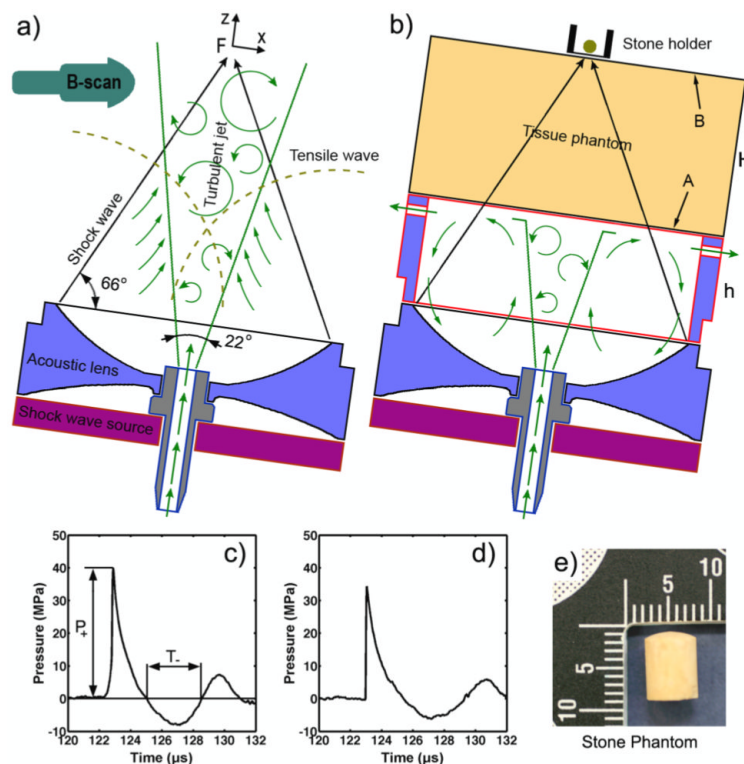 a)
z
x
F
B-scan
Turbulent jet
Tensile wave
Shock wave
66°
22°
Acoustic lens
Shock wave source
b)
Stone holder
B
Tissue phantom
A
h
c)
50
40
30
20
10
0
-10
Pressure (MPa)
P+
T-
120 122 124 126 128 130 132
Time (μs)
d)
50
40
30
20
10
0
-10
Pressure (MPa)
120 122 124 126 128 130 132
Time (μs)
e)
5
10
5
10
Stone Phantom